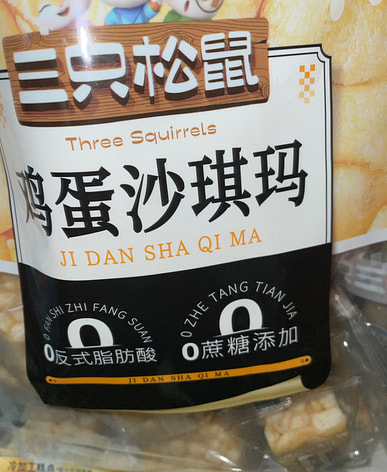 三只松鼠
Three Squirrels
鸡蛋沙琪玛
JI DAN SHA QI MA
0 FAN SHI ZHI FANG SUAN
0
0反式脂肪酸
0 ZHE TANG TIAN JIA
0
0蔗糖添加
JI DAN SHA QI MA